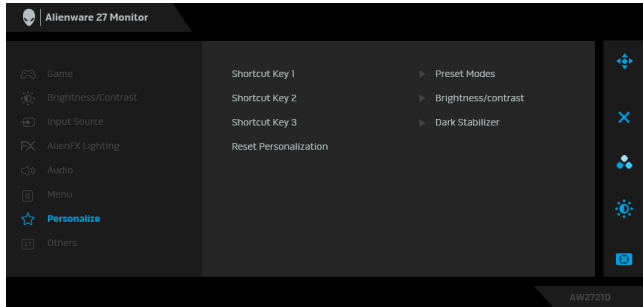 Alienware 27 Monitor
Game
Brightness/Contrast
Input Source
FX AlienFX Lighting
Audio
Menu
Personalize
Others
Shortcut Key 1 Preset Modes
Shortcut Key 2 Brightness/contrast
Shortcut Key 3 Dark Stabilizer
Reset Personalization
AW2721D